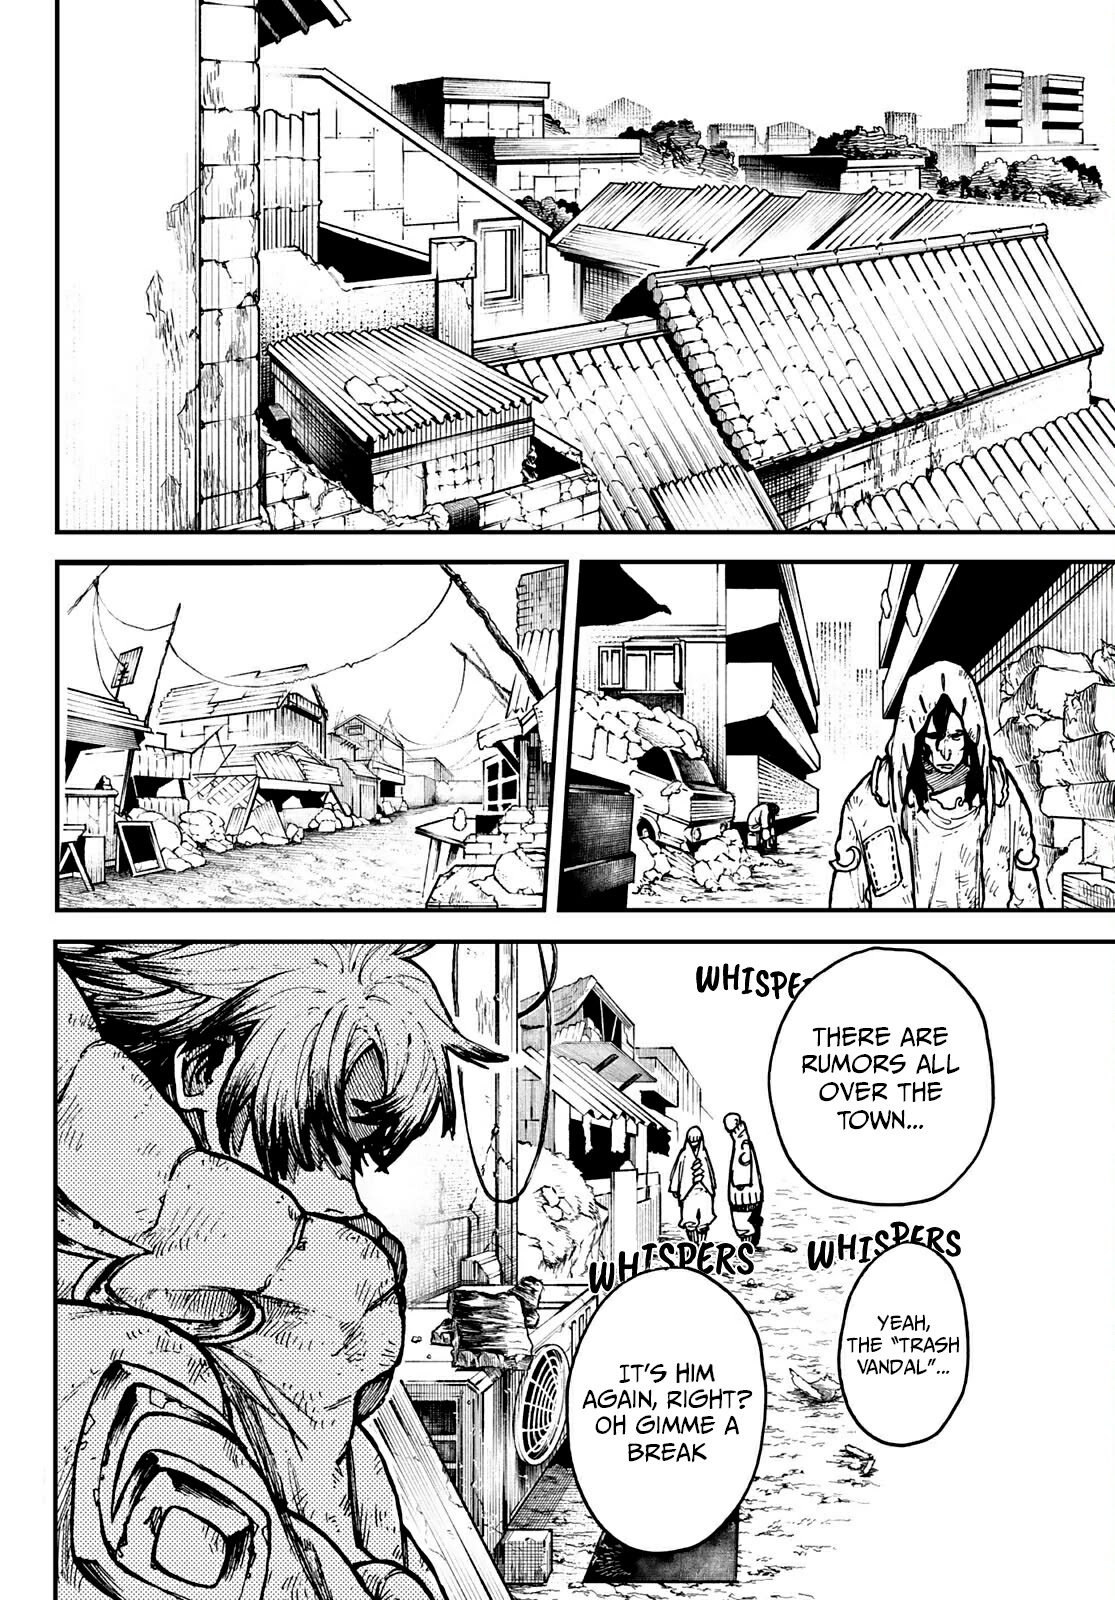 WHISPE
THERE ARE
RUMORS ALL
OVER THE
TOWN...
WHISPERS
YEAH,
THE "TRASH
VANDAL"...
WHISPERS
IT'S HIM
AGAIN, RIGHT?
OH GIMME A
BREAK